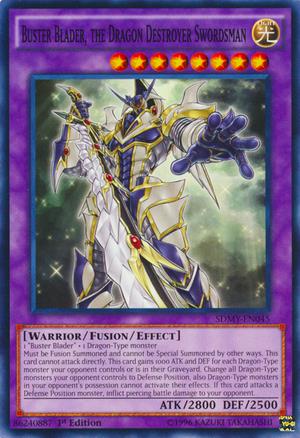 BUSTER BLADER, THE DRAGON DESTROYER SWORDSMAN
LIGHT
光
SDMY-EN045
[WARRIOR/FUSION/EFFECT]
1 "Buster Blader" + 1 Dragon-Type monster
Must be Fusion Summoned and cannot be Special Summoned by other ways. This
card cannot attack directly. This card gains 1000 ATK and DEF for each Dragon-Type
monster your opponent controls or is in their Graveyard. Change all Dragon-Type
monsters your opponent controls to Defense Position, also Dragon-Type monsters
in your opponent's possession cannot activate their effects. If this card attacks a
Defense Position monster, inflict piercing battle damage to your opponent.
ATK/2800 DEF/2500
86240887 1st Edition ©1996 KAZUKI TAKAHASHI